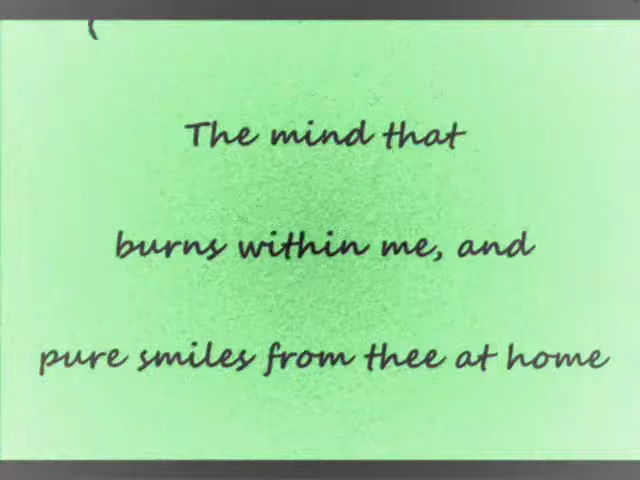 The mind that
burns within me, and
pure smiles from thee at home